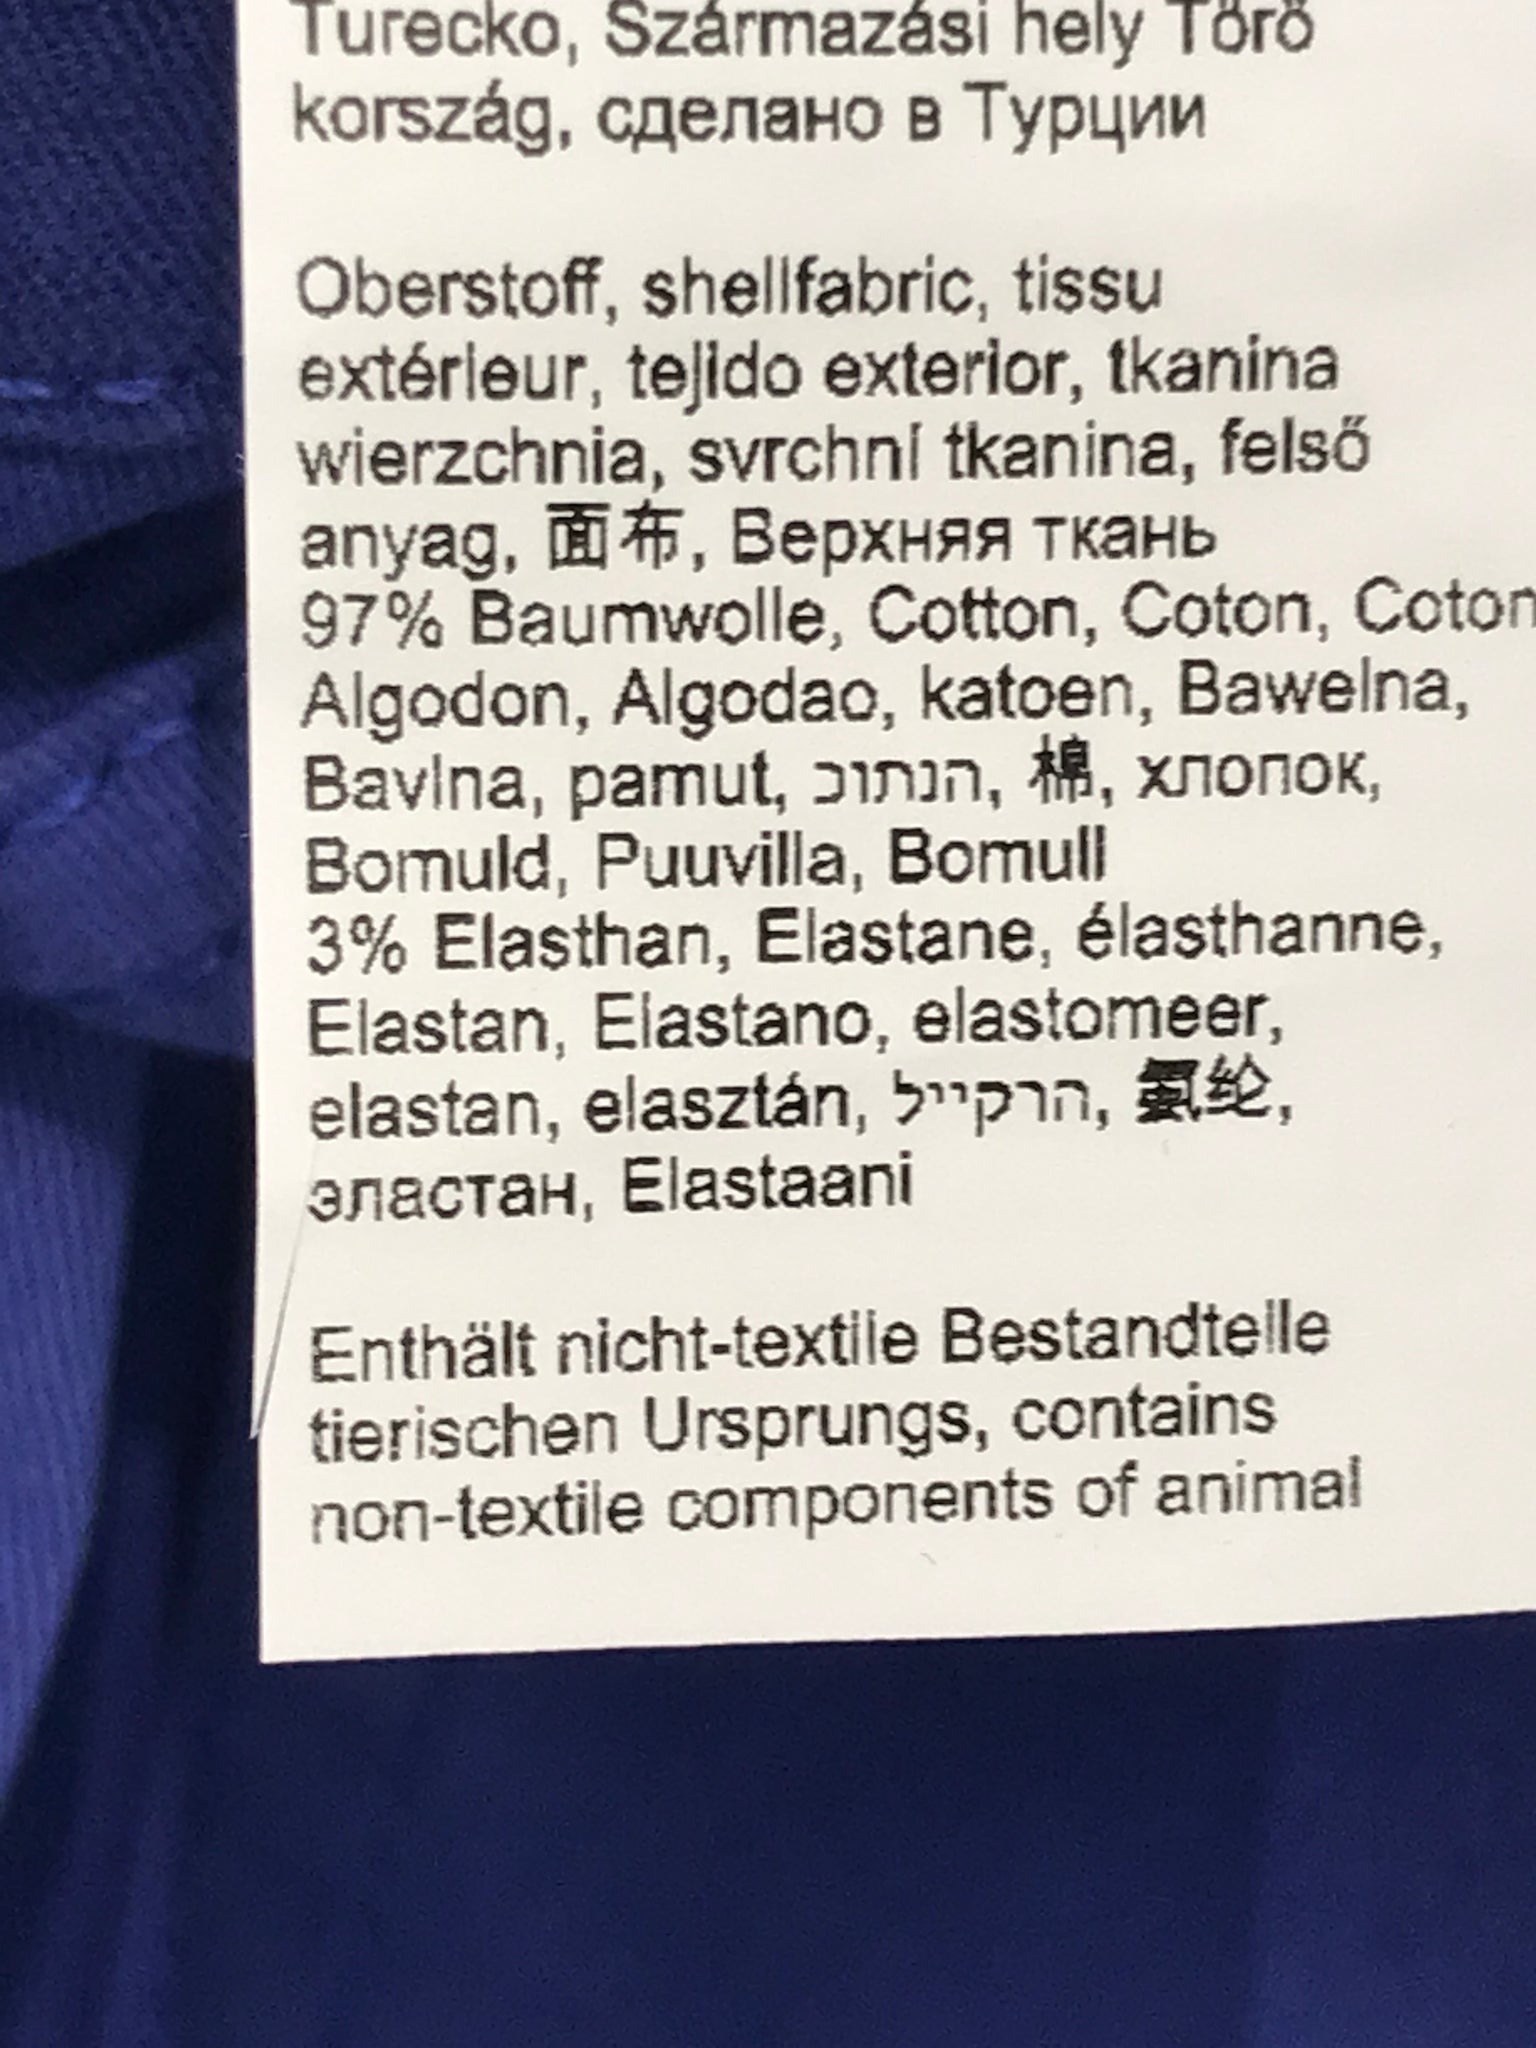 Turecko, Származási hely Törö
kország, сделано в Турции
Oberstoff, shellfabric, tissu
extérieur, tejido exterior, tkanina
wierzchnia, svrchní tkanina, felső
anyag, 面布, Верхняя ткань
97% Baumwolle, Cotton, Coton, Coton
Algodon, Algodao, katoen, Bawelna,
Bavlna, pamut, הנתוכ, 棉, хлопок,
Bomuld, Puuvilla, Bomull
3% Elasthan, Elastane, élasthanne,
Elastan, Elastano, elastomeer,
elastan, elasztán, הרקייל, 氨纶,
эластан, Elastaani
Enthält nicht-textile Bestandteile
tierischen Ursprungs, contains
non-textile components of animal